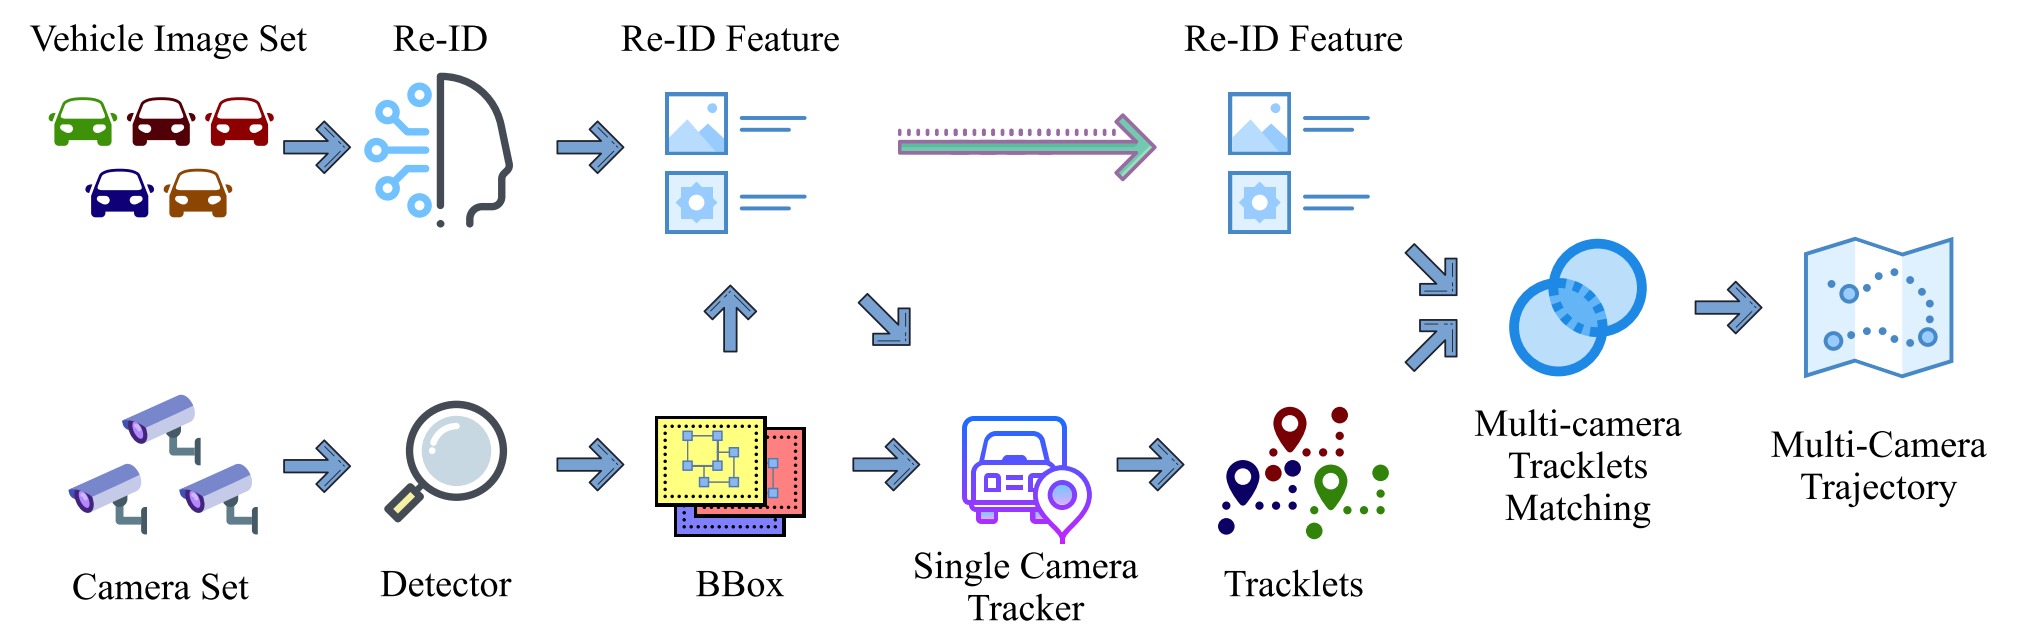 Vehicle Image Set
Re-ID
Re-ID Feature
Re-ID Feature
Camera Set
Detector
BBox
Single Camera
Tracker
Tracklets
Multi-camera
Tracklets
Matching
Multi-Camera
Trajectory